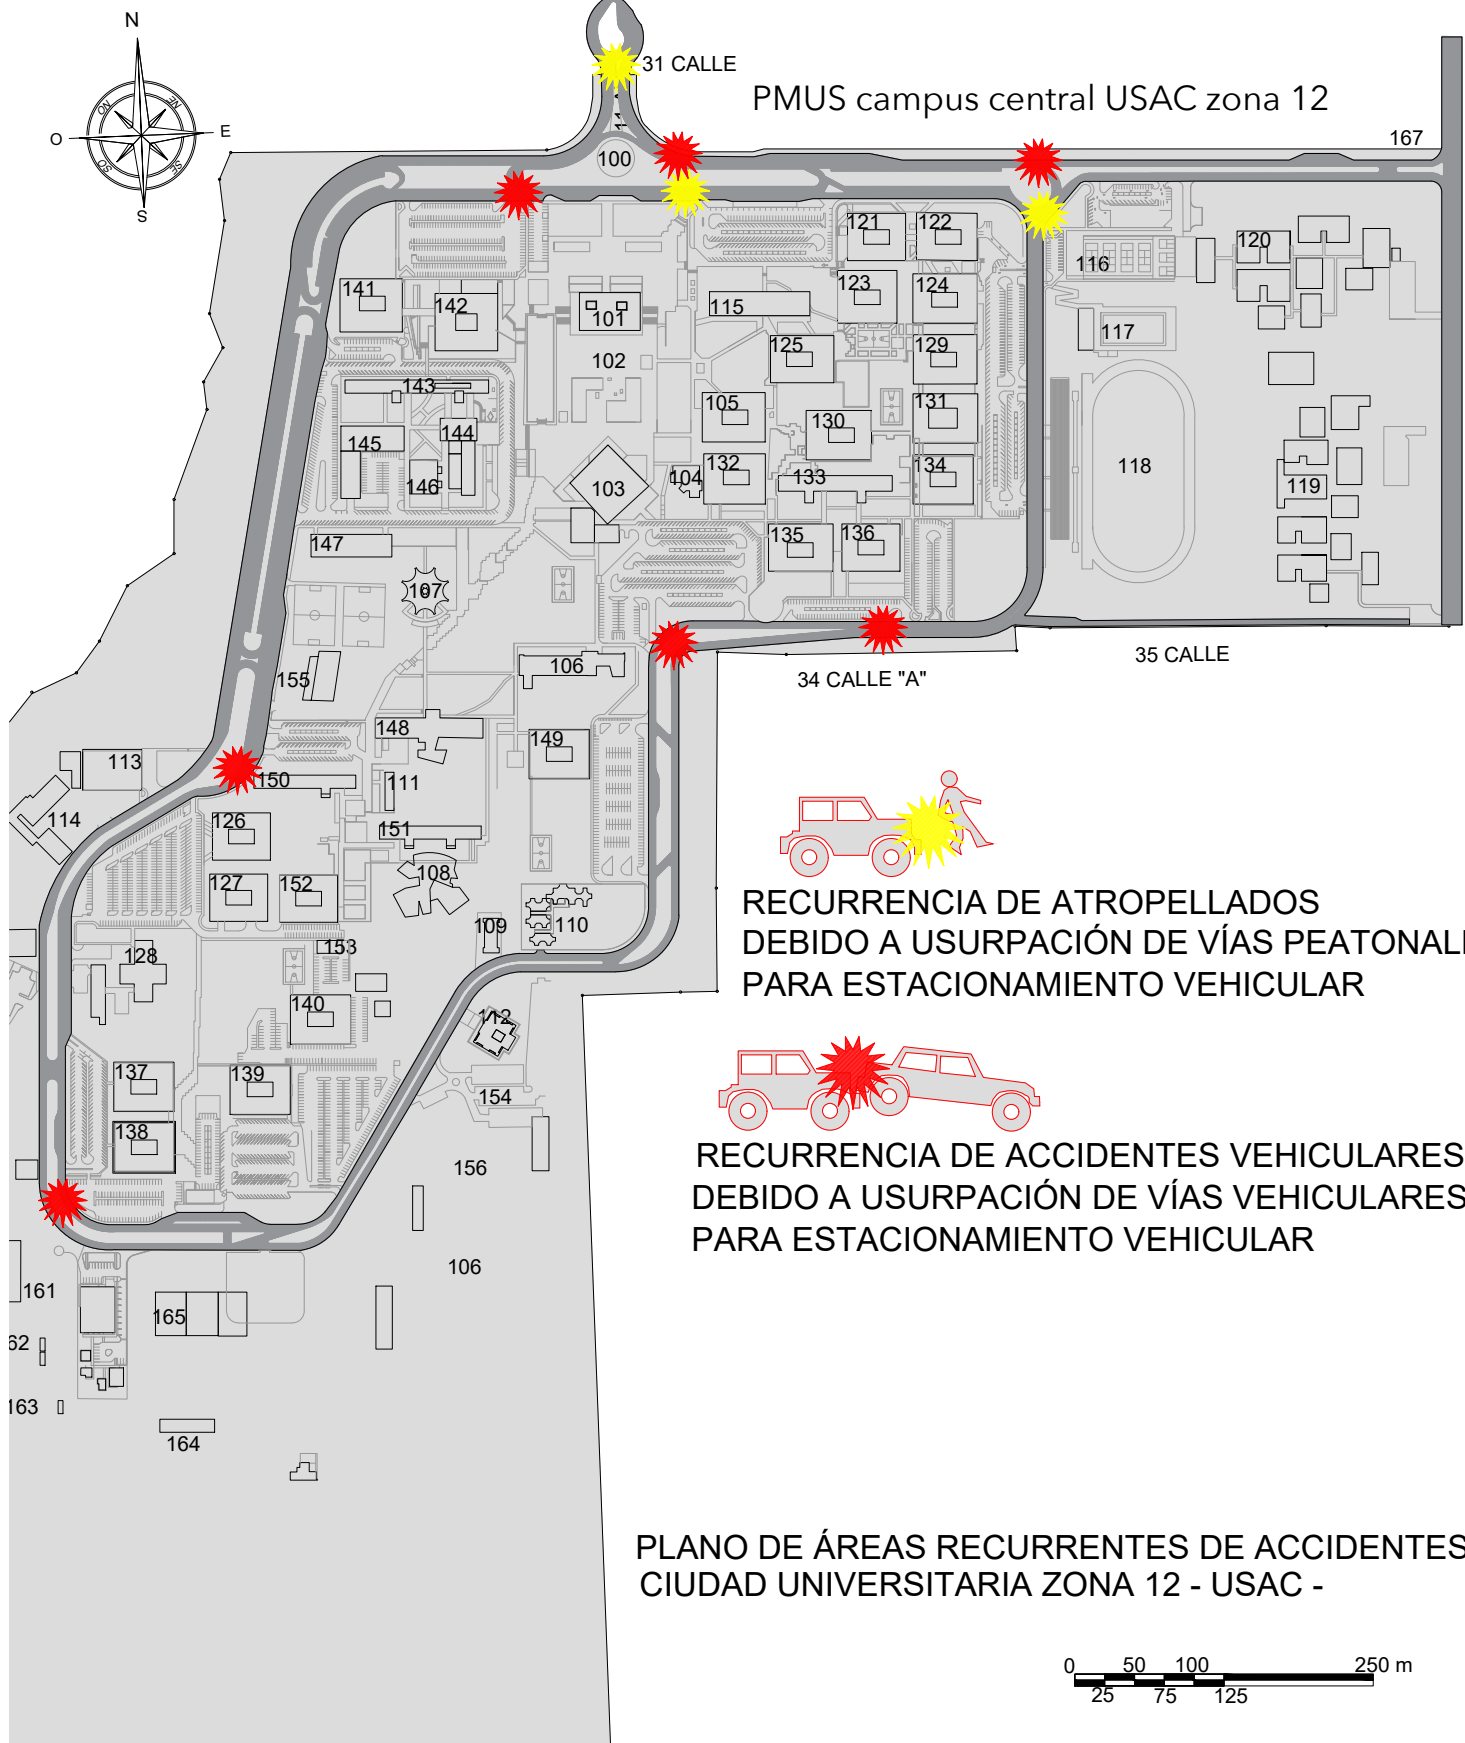 N
31 CALLE
PMUS campus central USAC zona 12
NO
NE
O
E
SO
SE
S
100
167
121
122
120
116
141
142
101
123
124
115
117
102
125
129
143
105
131
144
130
145
132
104
133
134
118
146
103
119
147
135
136
107
106
155
34 CALLE "A"
35 CALLE
148
149
113
150
111
114
126
151
127
152
108
109
110
RECURRENCIA DE ATROPELLADOS
DEBIDO A USURPACIÓN DE VÍAS PEATONAL
PARA ESTACIONAMIENTO VEHICULAR
128
153
140
112
137
139
154
138
156
RECURRENCIA DE ACCIDENTES VEHICULARES
DEBIDO A USURPACIÓN DE VÍAS VEHICULARES
PARA ESTACIONAMIENTO VEHICULAR
106
161
165
62
163
164
PLANO DE ÁREAS RECURRENTES DE ACCIDENTES
CIUDAD UNIVERSITARIA ZONA 12 - USAC -
0 50 100 250 m
25 75 125